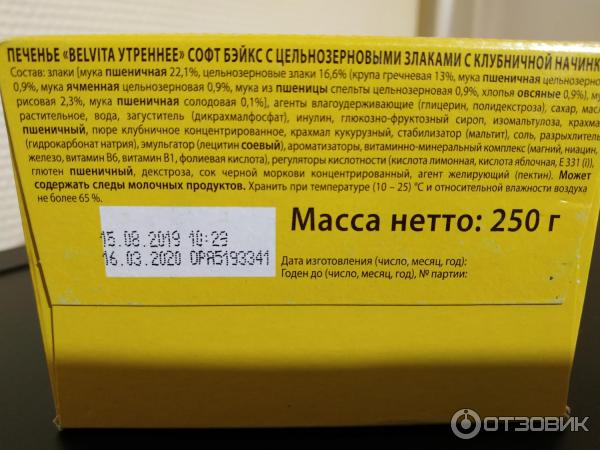 ПЕЧЕНЬЕ «BELVITA УТРЕННЕЕ» СОФТ БЭЙКС С ЦЕЛЬНОЗЕРНОВЫМИ ЗЛАКАМИ С КЛУБНИЧНОЙ НАЧИНК
Состав: злаки [мука пшеничная 22,1%, цельнозерновые злаки 16,6% (крупа гречневая 13%, мука пшеничная цельнозерно
0,9%, мука ячменная цельнозерновая 0,9%, мука из пшеницы спельты цельнозерновая 0,9%, хлопья овсяные 0,9%), му
рисовая 2,3%, мука пшеничная солодовая 0,1%], агенты влагоудерживающие (глицерин, полидекстроза), сахар, мас
растительное, вода, загуститель (дикрахмалфосфат), инулин, глюкозно-фруктозный сироп, изомальтулоза, крахма
пшеничный, пюре клубничное концентрированное, крахмал кукурузный, стабилизатор (мальтит), соль, разрыхлитель
(гидрокарбонат натрия), эмульгатор (лецитин соевый), ароматизаторы, витаминно-минеральный комплекс (магний, ниацин,
железо, витамин B6, витамин B1, фолиевая кислота), регуляторы кислотности (кислота лимонная, кислота яблочная, E 331 (i)),
глютен пшеничный, декстроза, сок черной моркови концентрированный, агент желирующий (пектин). Может
содержать следы молочных продуктов. Хранить при температуре (10 – 25) °C и относительной влажности воздуха
не более 65 %.
Масса нетто: 250 г
15.08.2019 10:29
16.03.2020 OPA5193341
Дата изготовления (число, месяц, год):
Годен до (число, месяц, год), № партии:
ОТЗОВИК